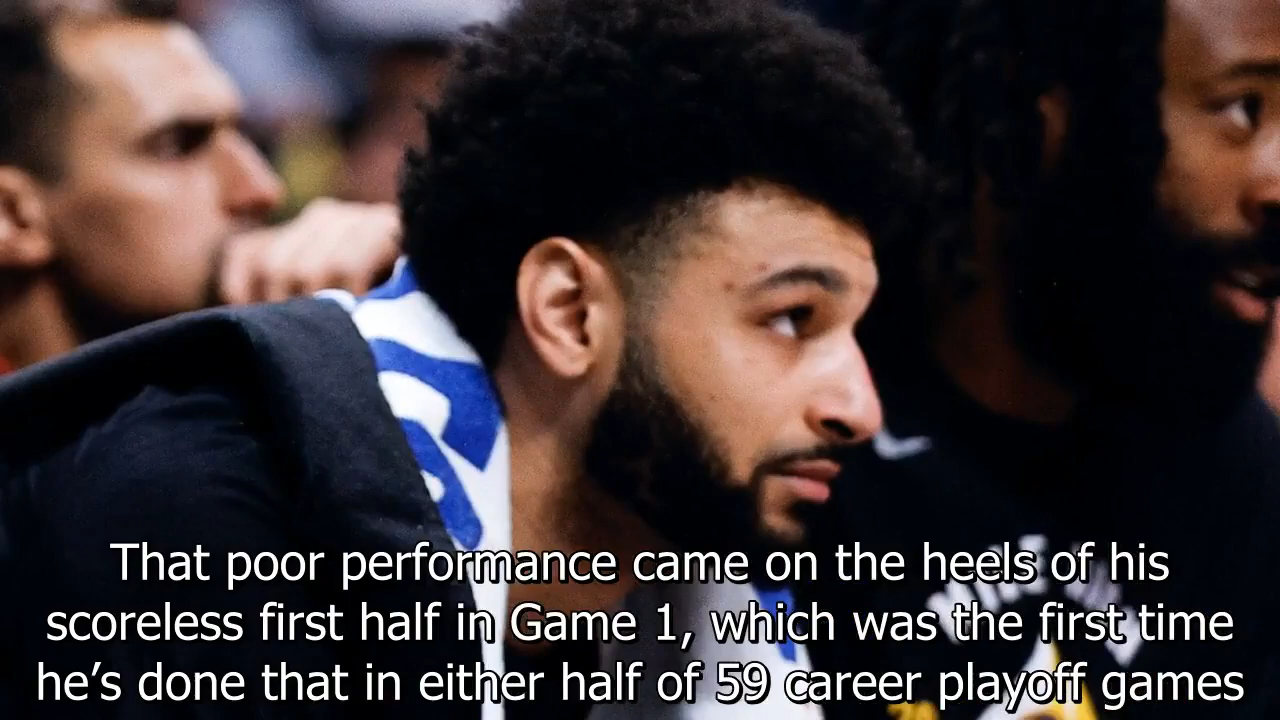 That poor performance came on the heels of his
scoreless first half in Game 1, which was the first time
he’s done that in either half of 59 career playoff games